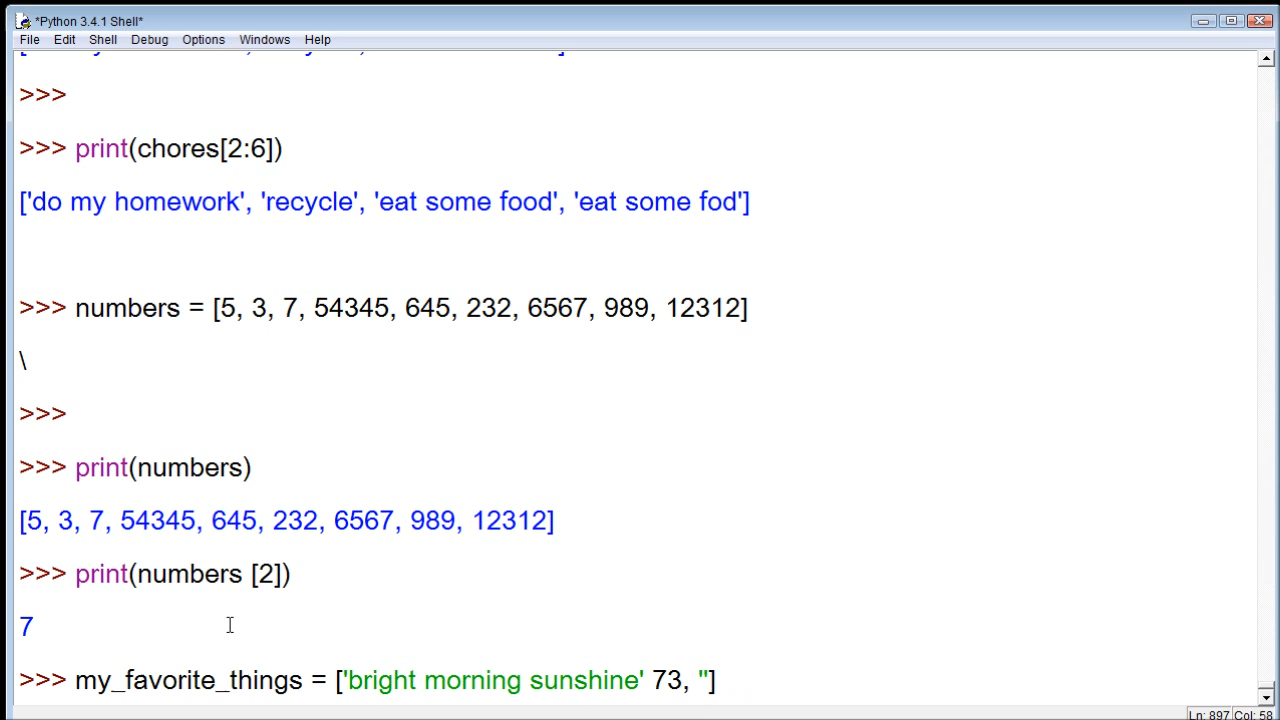 *Python 3.4.1 Shell*
File Edit Shell Debug Options Windows Help
>>>
>>> print(chores[2:6])
['do my homework', 'recycle', 'eat some food', 'eat some fod']
>>> numbers = [5, 3, 7, 54345, 645, 232, 6567, 989, 12312]
\
>>>
>>> print(numbers)
[5, 3, 7, 54345, 645, 232, 6567, 989, 12312]
>>> print(numbers [2])
7
>>> my_favorite_things = ['bright morning sunshine' 73, '']
Ln: 897 Col: 58